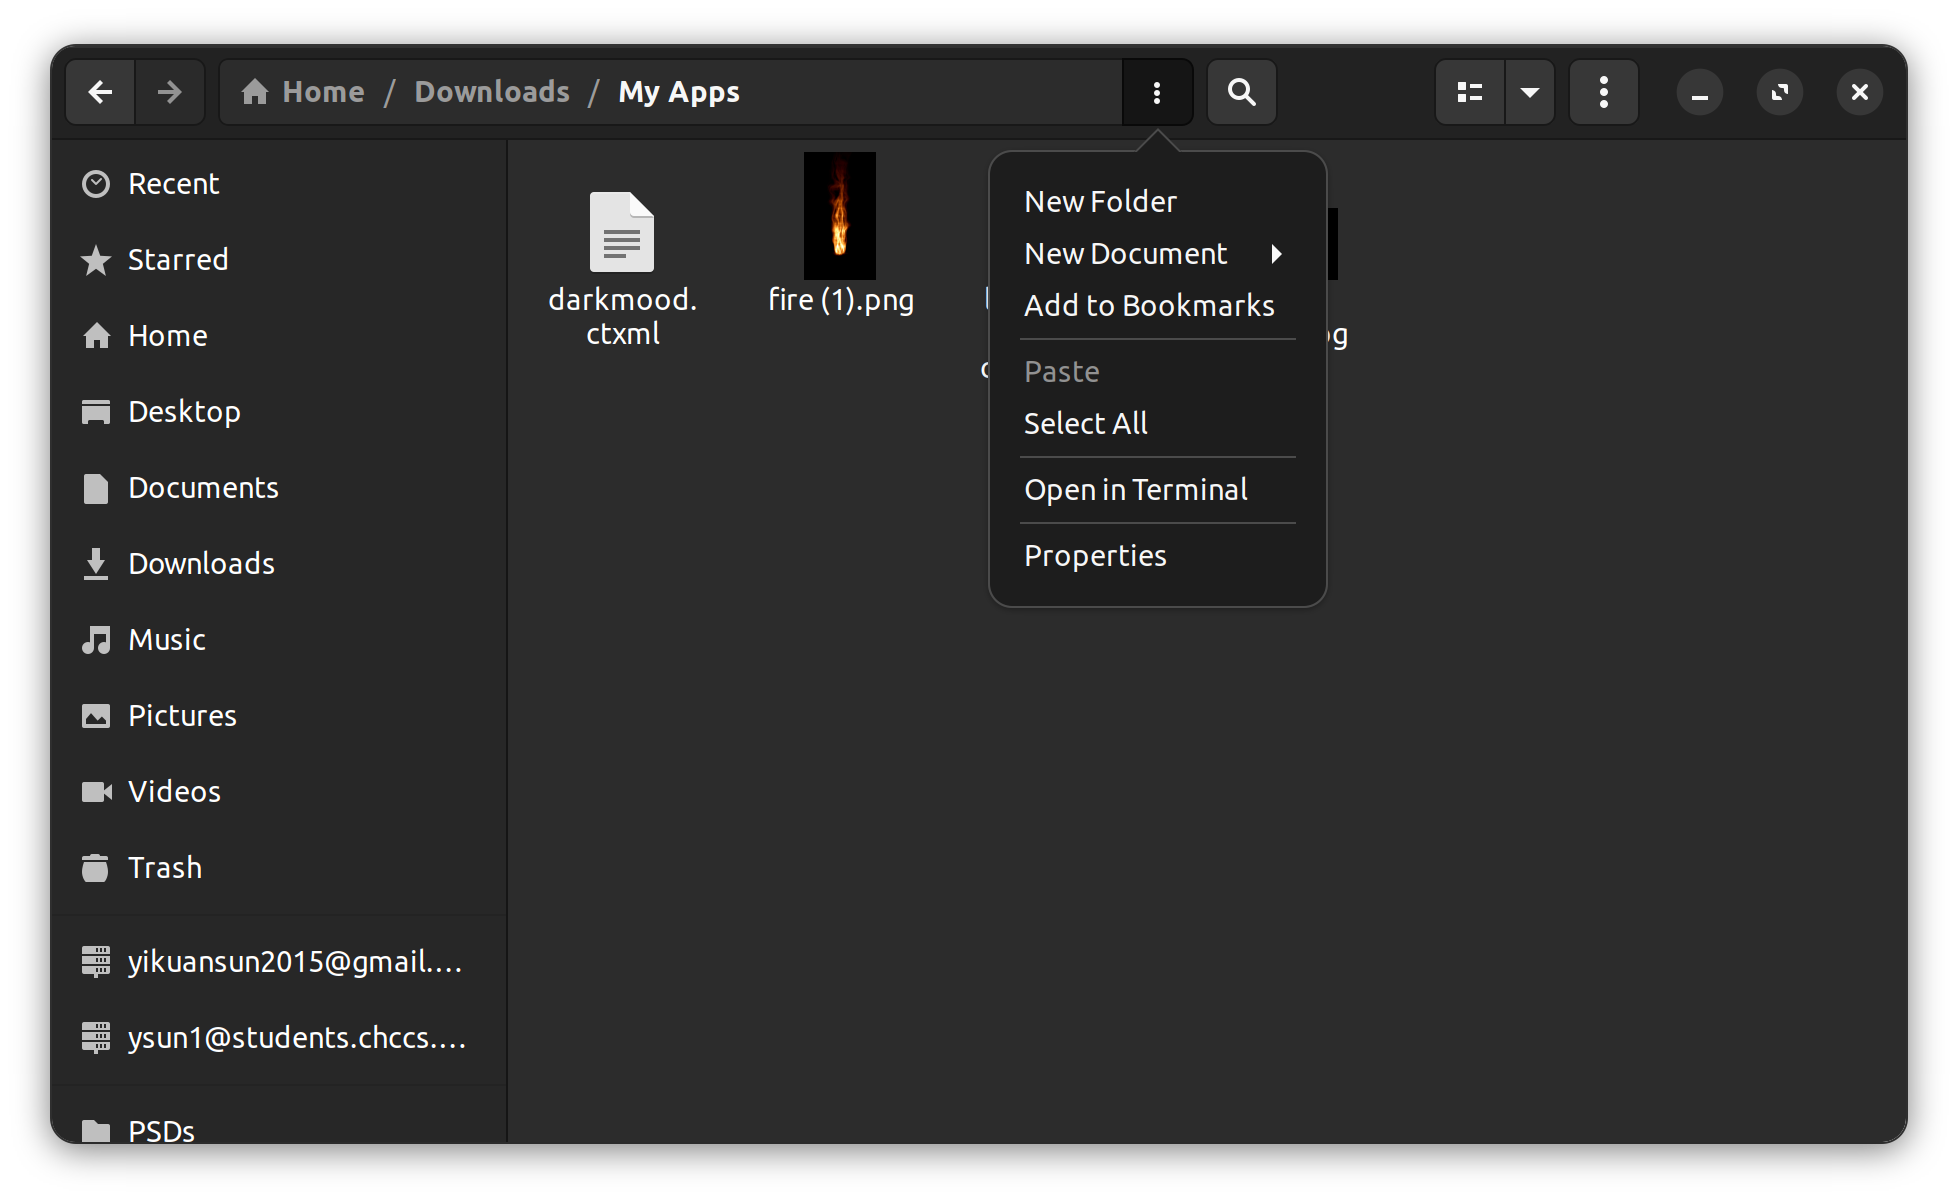 Home / Downloads / My Apps
Recent
Starred
Home
Desktop
Documents
Downloads
Music
Pictures
Videos
Trash
yikuansun2015@gmail....
ysun1@students.chccs....
PSDs
darkmood.
ctxml
fire (1).png
New Folder
New Document
Add to Bookmarks
Paste
Select All
Open in Terminal
Properties